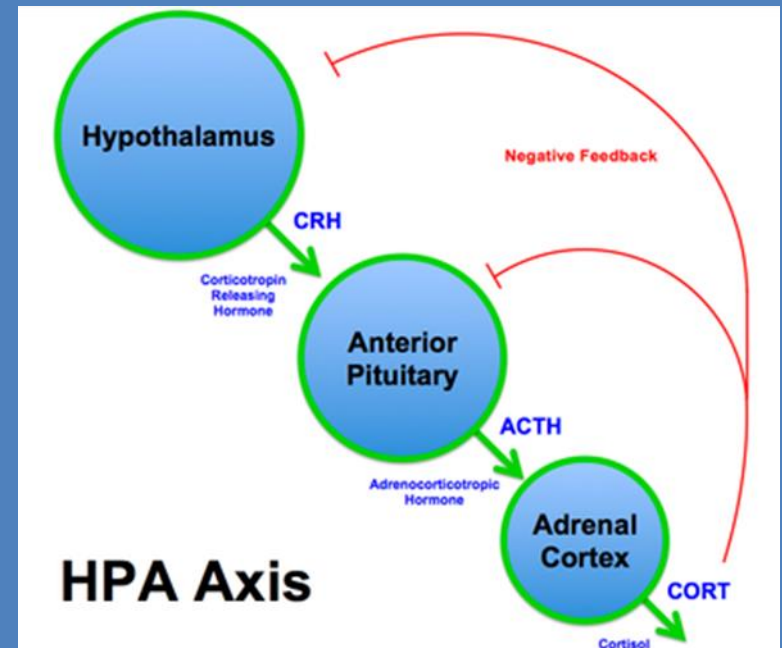 Hypothalamus
Negative Feedback
CRH
Corticotropin
Releasing
Hormone
Anterior
Pituitary
ACTH
Adrenocorticotropic
Hormone
Adrenal
Cortex
CORT
Cortisol
HPA Axis